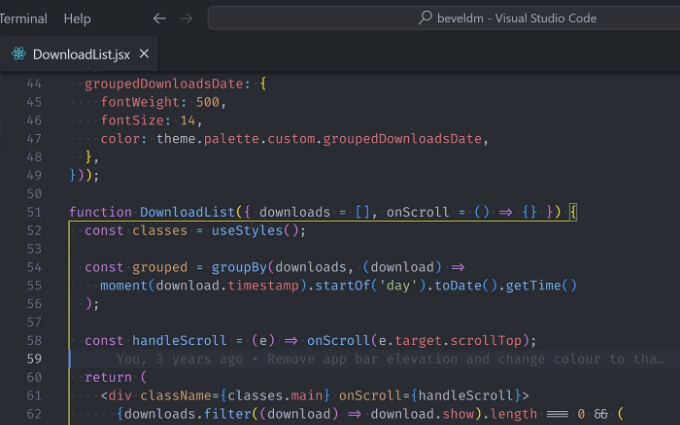 Terminal Help beveldm - Visual Studio Code
DownloadList.jsx
44 groupedDownloadsDate: {
45 fontWeight: 500,
46 fontSize: 14,
47 color: theme.palette.custom.groupedDownloadsDate,
48 },
49 }));
50
51 function DownloadList({ downloads = [], onScroll = () => {} }) {
52 const classes = useStyles();
53
54 const grouped = groupBy(downloads, (download) =>
55 moment(download.timestamp).startOf('day').toDate().getTime()
56 );
57
58 const handleScroll = (e) => onScroll(e.target.scrollTop);
59 You, 3 years ago • Remove app bar elevation and change colour to tha…
60 return (
61 <div className={classes.main} onScroll={handleScroll}>
62 {downloads.filter((download) => download.show).length === 0 && (